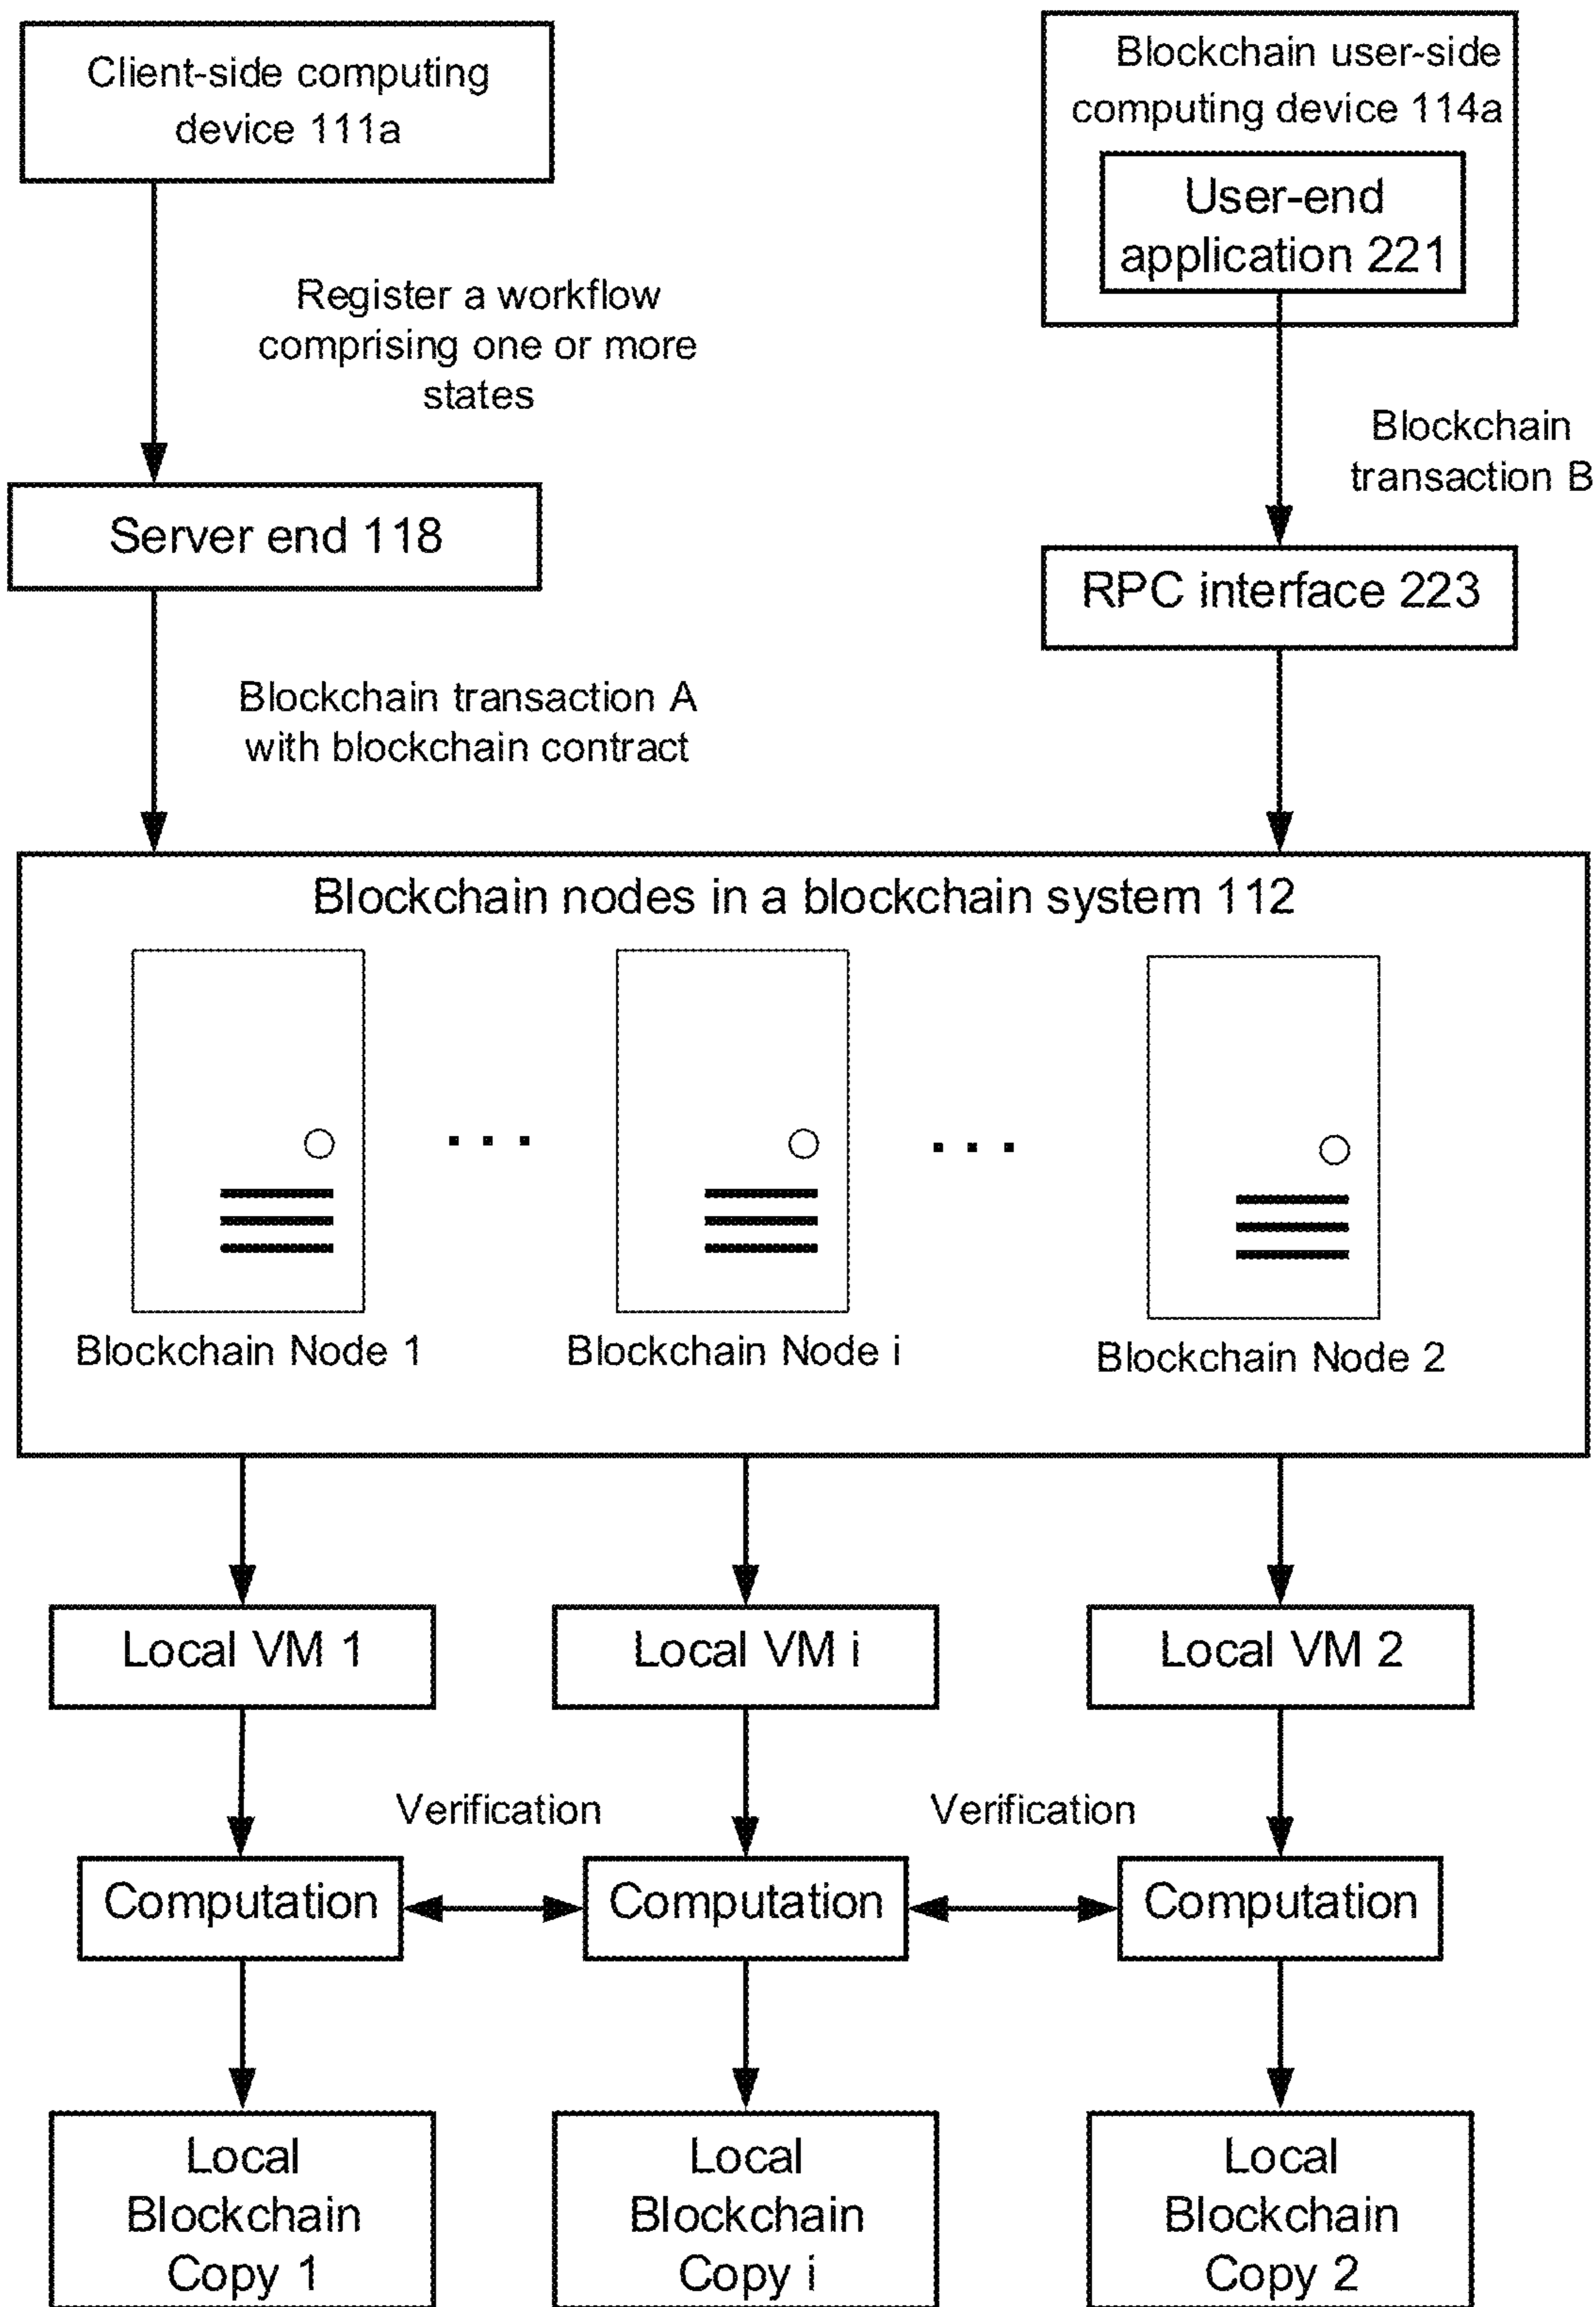 Client-side computing
device 111a
Blockchain user-side
computing device 114a
User-end
application 221
Register a workflow
comprising one or more
states
Blockchain
transaction B
Server end 118
RPC interface 223
Blockchain transaction A
with blockchain contract
Blockchain nodes in a blockchain system 112
. . .
. . .
Blockchain Node 1
Blockchain Node i
Blockchain Node 2
Local VM 1
Local VM i
Local VM 2
Verification
Verification
Computation
Computation
Computation
Local
Blockchain
Copy 1
Local
Blockchain
Copy i
Local
Blockchain
Copy 2